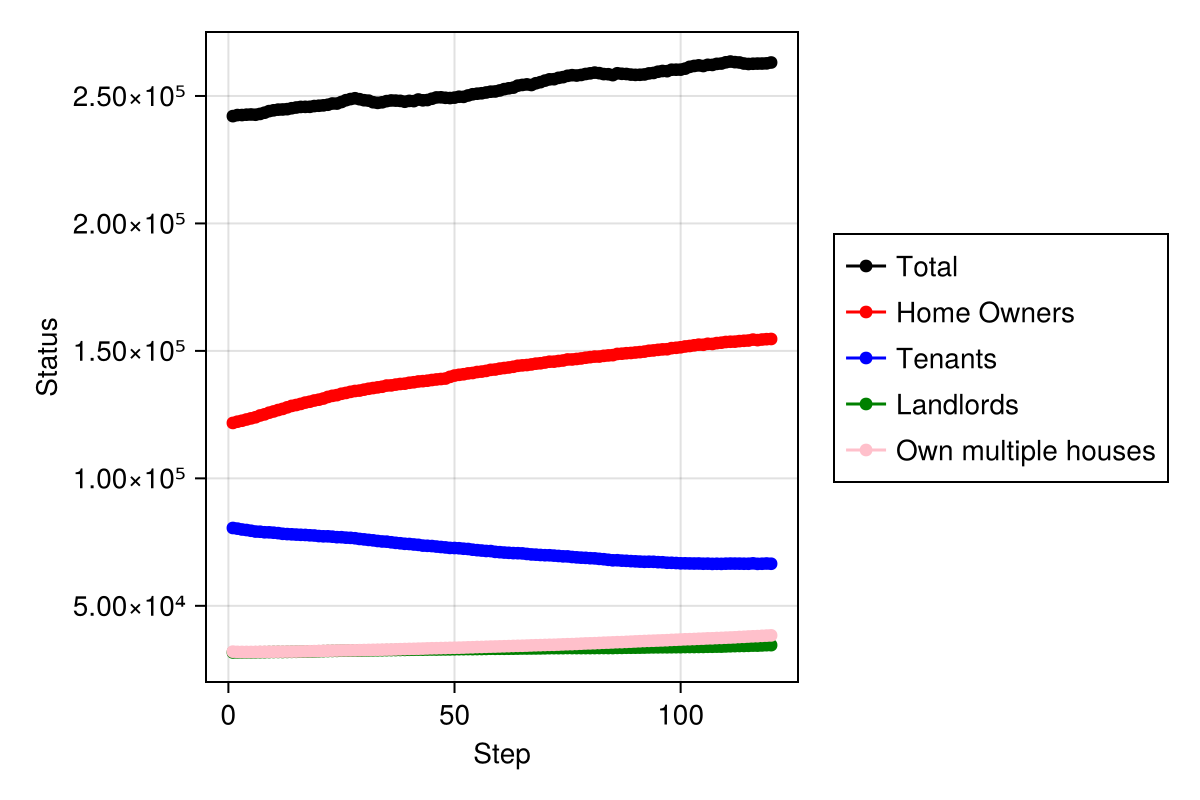 2.50×10⁵
2.00×10⁵
1.50×10⁵
1.00×10⁵
5.00×10⁴
Status
0
50
100
Step
Total
Home Owners
Tenants
Landlords
Own multiple houses